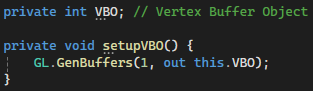 private int VBO; // Vertex Buffer Object
private void setupVBO() {
GL.GenBuffers(1, out this.VBO);
}